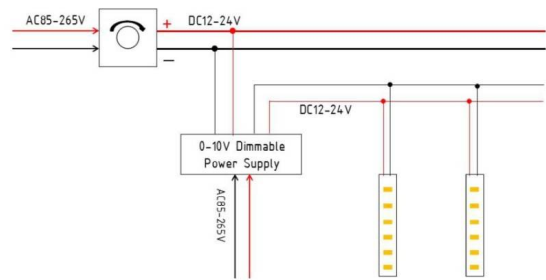 AC85-265V
+
DC12-24V
−
DC12-24V
0-10V Dimmable
Power Supply
AC85-265V